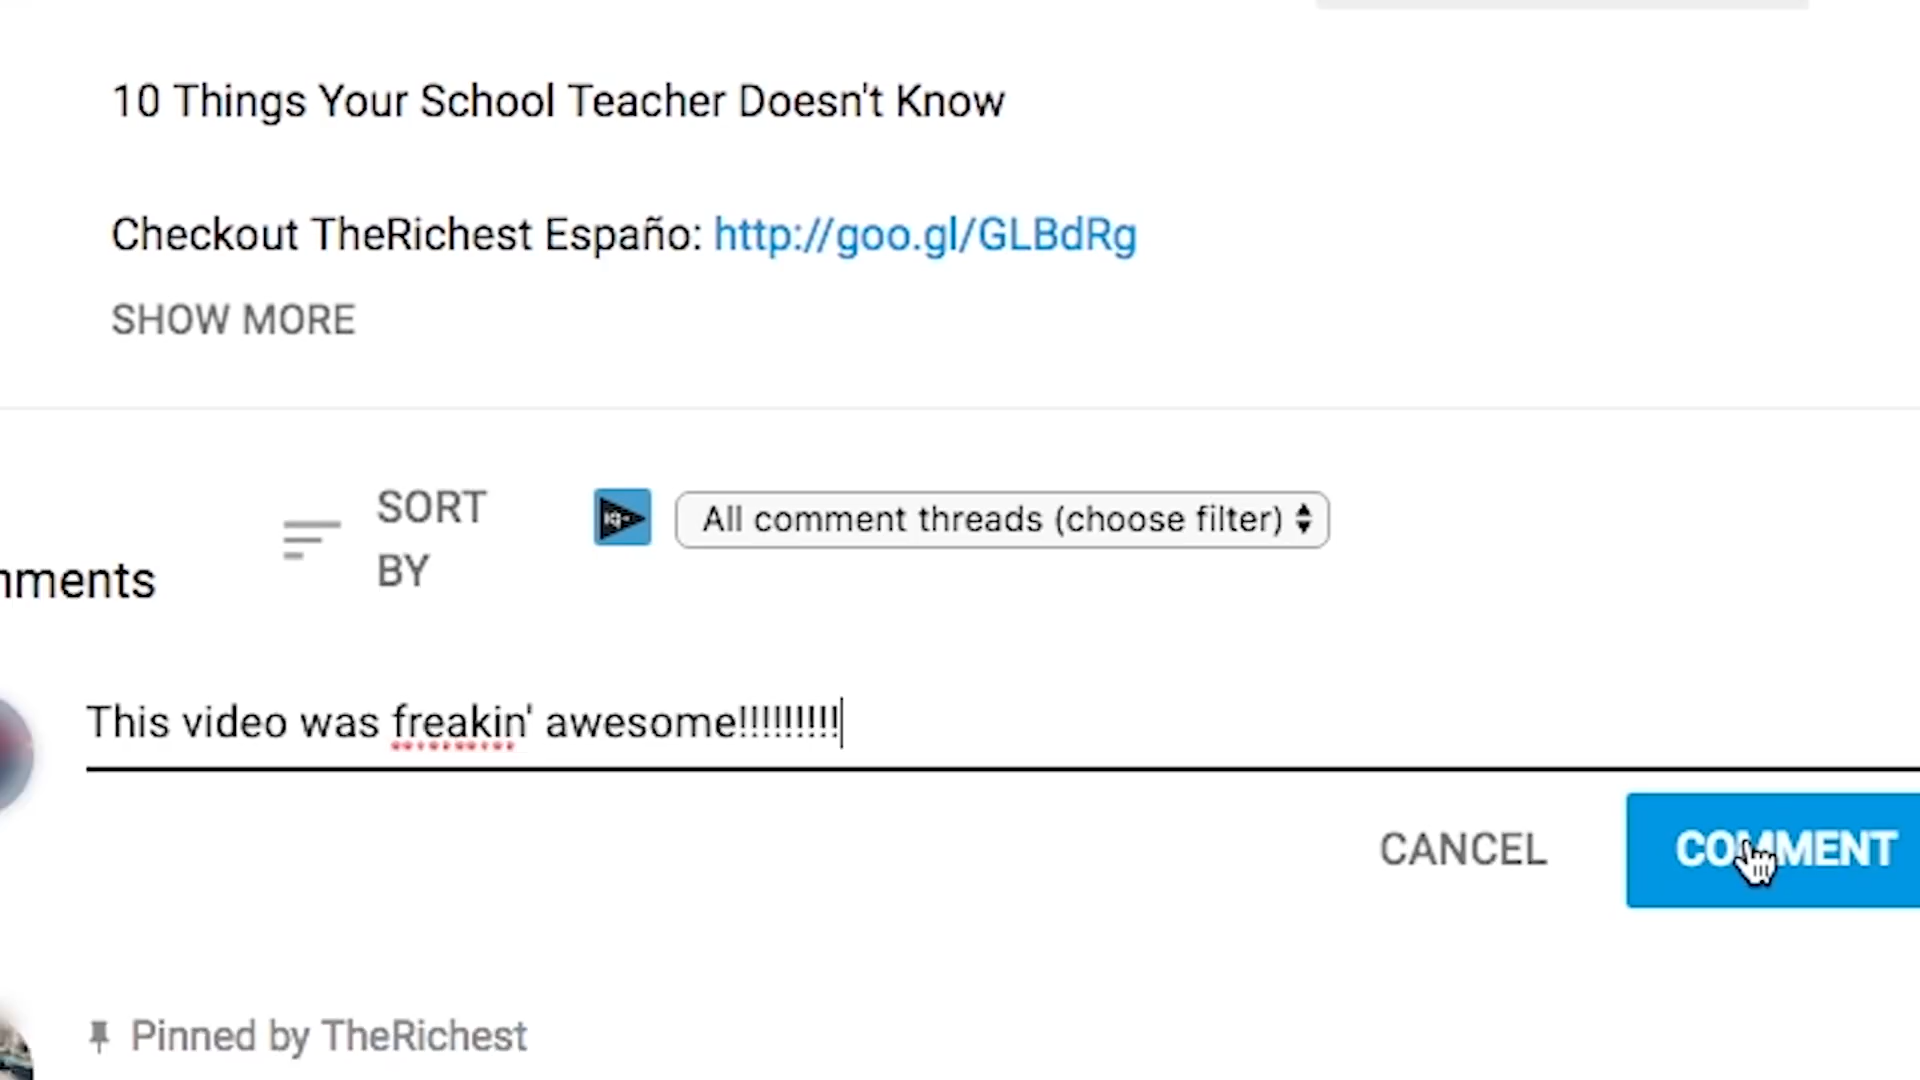 10 Things Your School Teacher Doesn't Know
Checkout TheRichest Españo: http://goo.gl/GLBdRg
SHOW MORE
SORT
BY
All comment threads (choose filter)
mments
This video was freakin' awesome!!!!!!!!!
CANCEL
COMMENT
Pinned by TheRichest